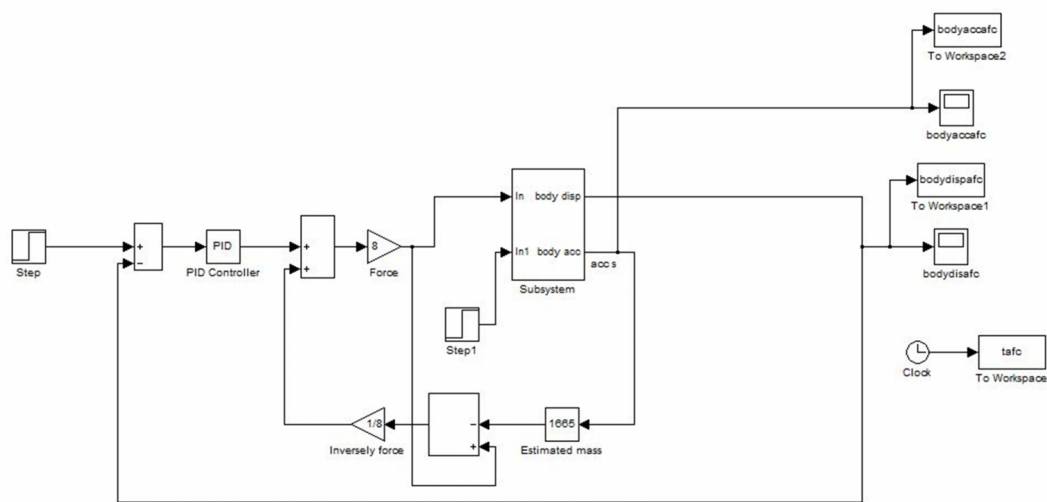 bodyaccafc
To Workspace2
bodyaccafc
bodydispafc
To Workspace1
bodydisafc
In body disp
In1 body acc
Subsystem
acc s
+
−
Step
PID
PID Controller
+
+
8
Force
Step1
tafc
Clock
To Workspace
1/8
Inversely force
−
+
1665
Estimated mass